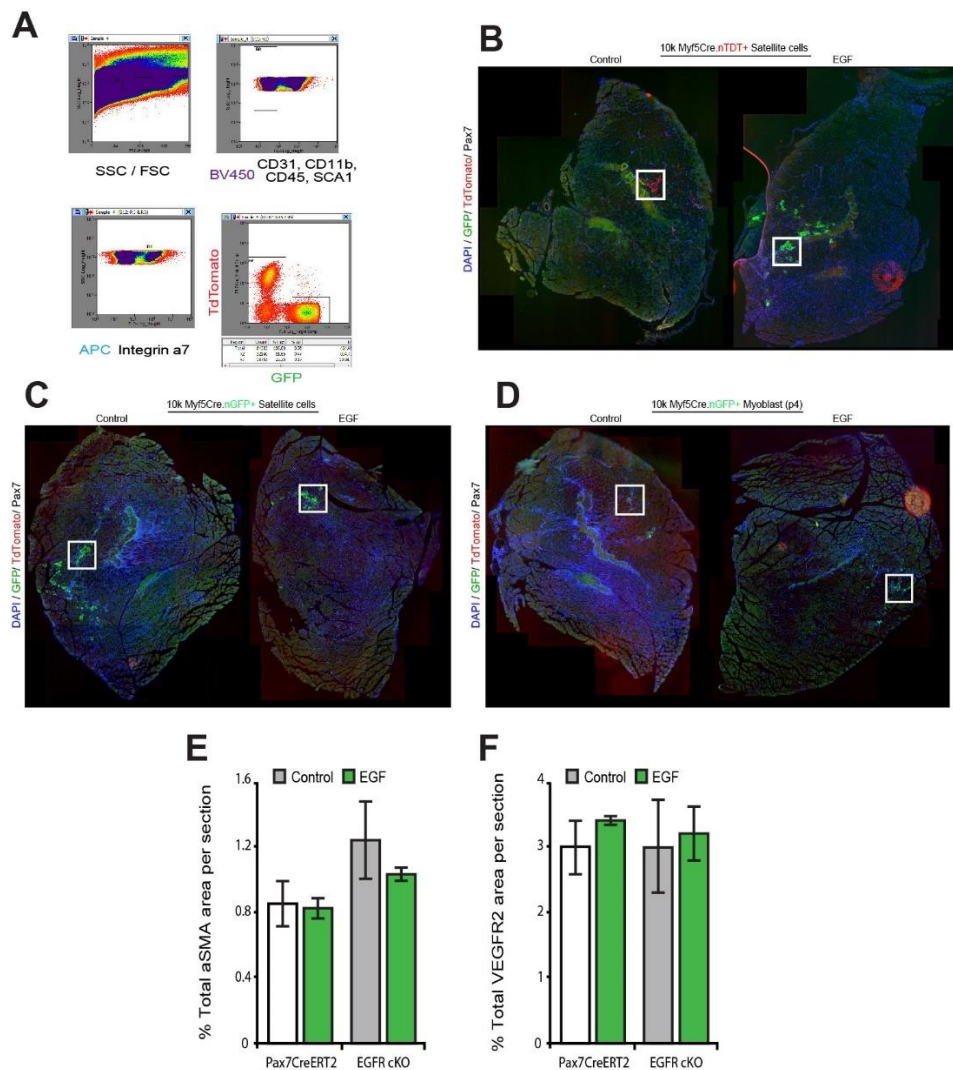 A
SSC / FSC
BV450 CD31, CD11b,
CD45, SCA1
APC Integrin a7
TdTomato
GFP
B
10k Myf5Cre.nTDT+ Satellite cells
Control
EGF
DAPI / GFP/ TdTomato/ Pax7
C
10k Myf5Cre.nGFP+ Satellite cells
Control
EGF
DAPI / GFP/ TdTomato/ Pax7
D
10k Myf5Cre.nGFP+ Myoblast (p4)
Control
EGF
DAPI / GFP/ TdTomato/ Pax7
E
Control
EGF
% Total aSMA area per section
1.6
1.2
0.8
0.4
0
Pax7CreERT2
EGFR cKO
F
Control
EGF
% Total VEGFR2 area per section
4
3
2
1
0
Pax7CreERT2
EGFR cKO